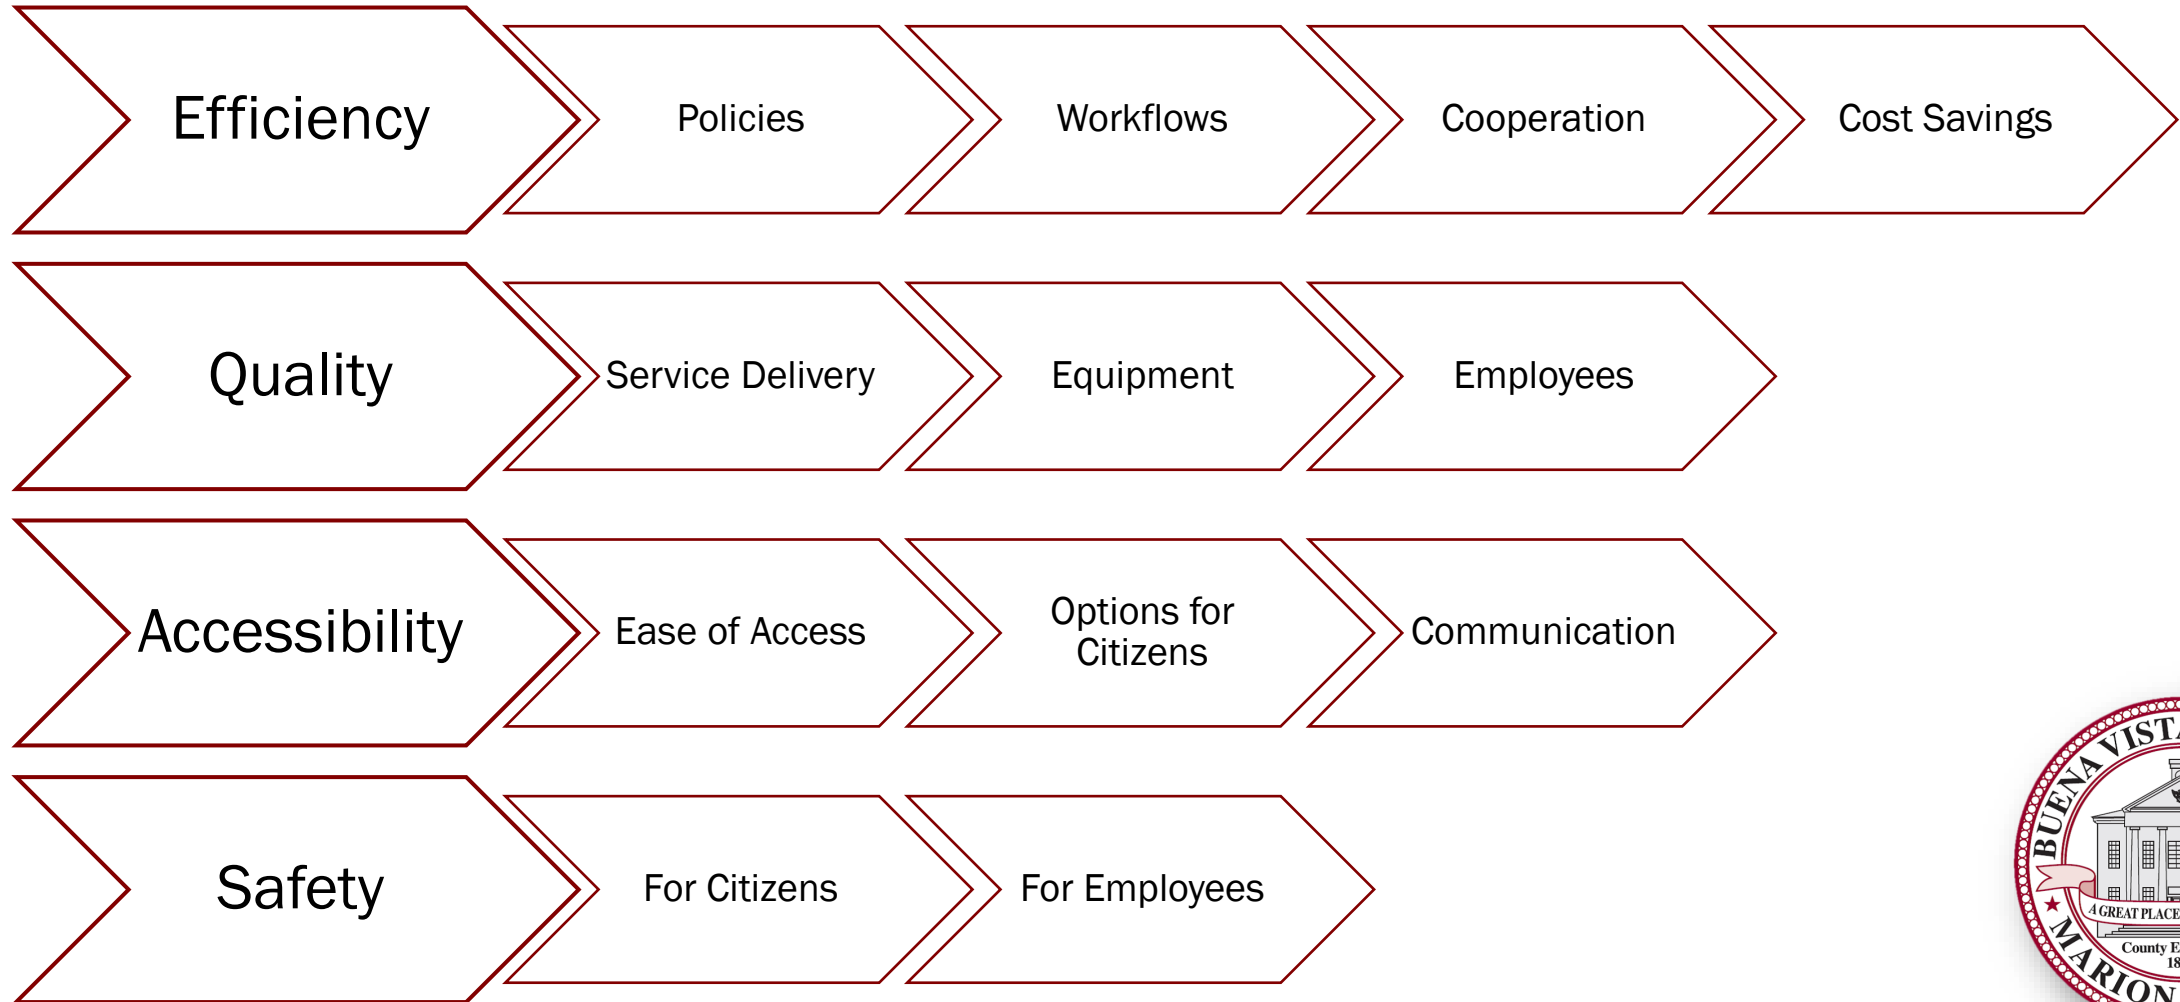 Efficiency
Policies
Workflows
Cooperation
Cost Savings
Quality
Service Delivery
Equipment
Employees
Accessibility
Ease of Access
Options for
Citizens
Communication
Safety
For Citizens
For Employees
BUENA VISTA
A GREAT PLACE
County E
18
MARION